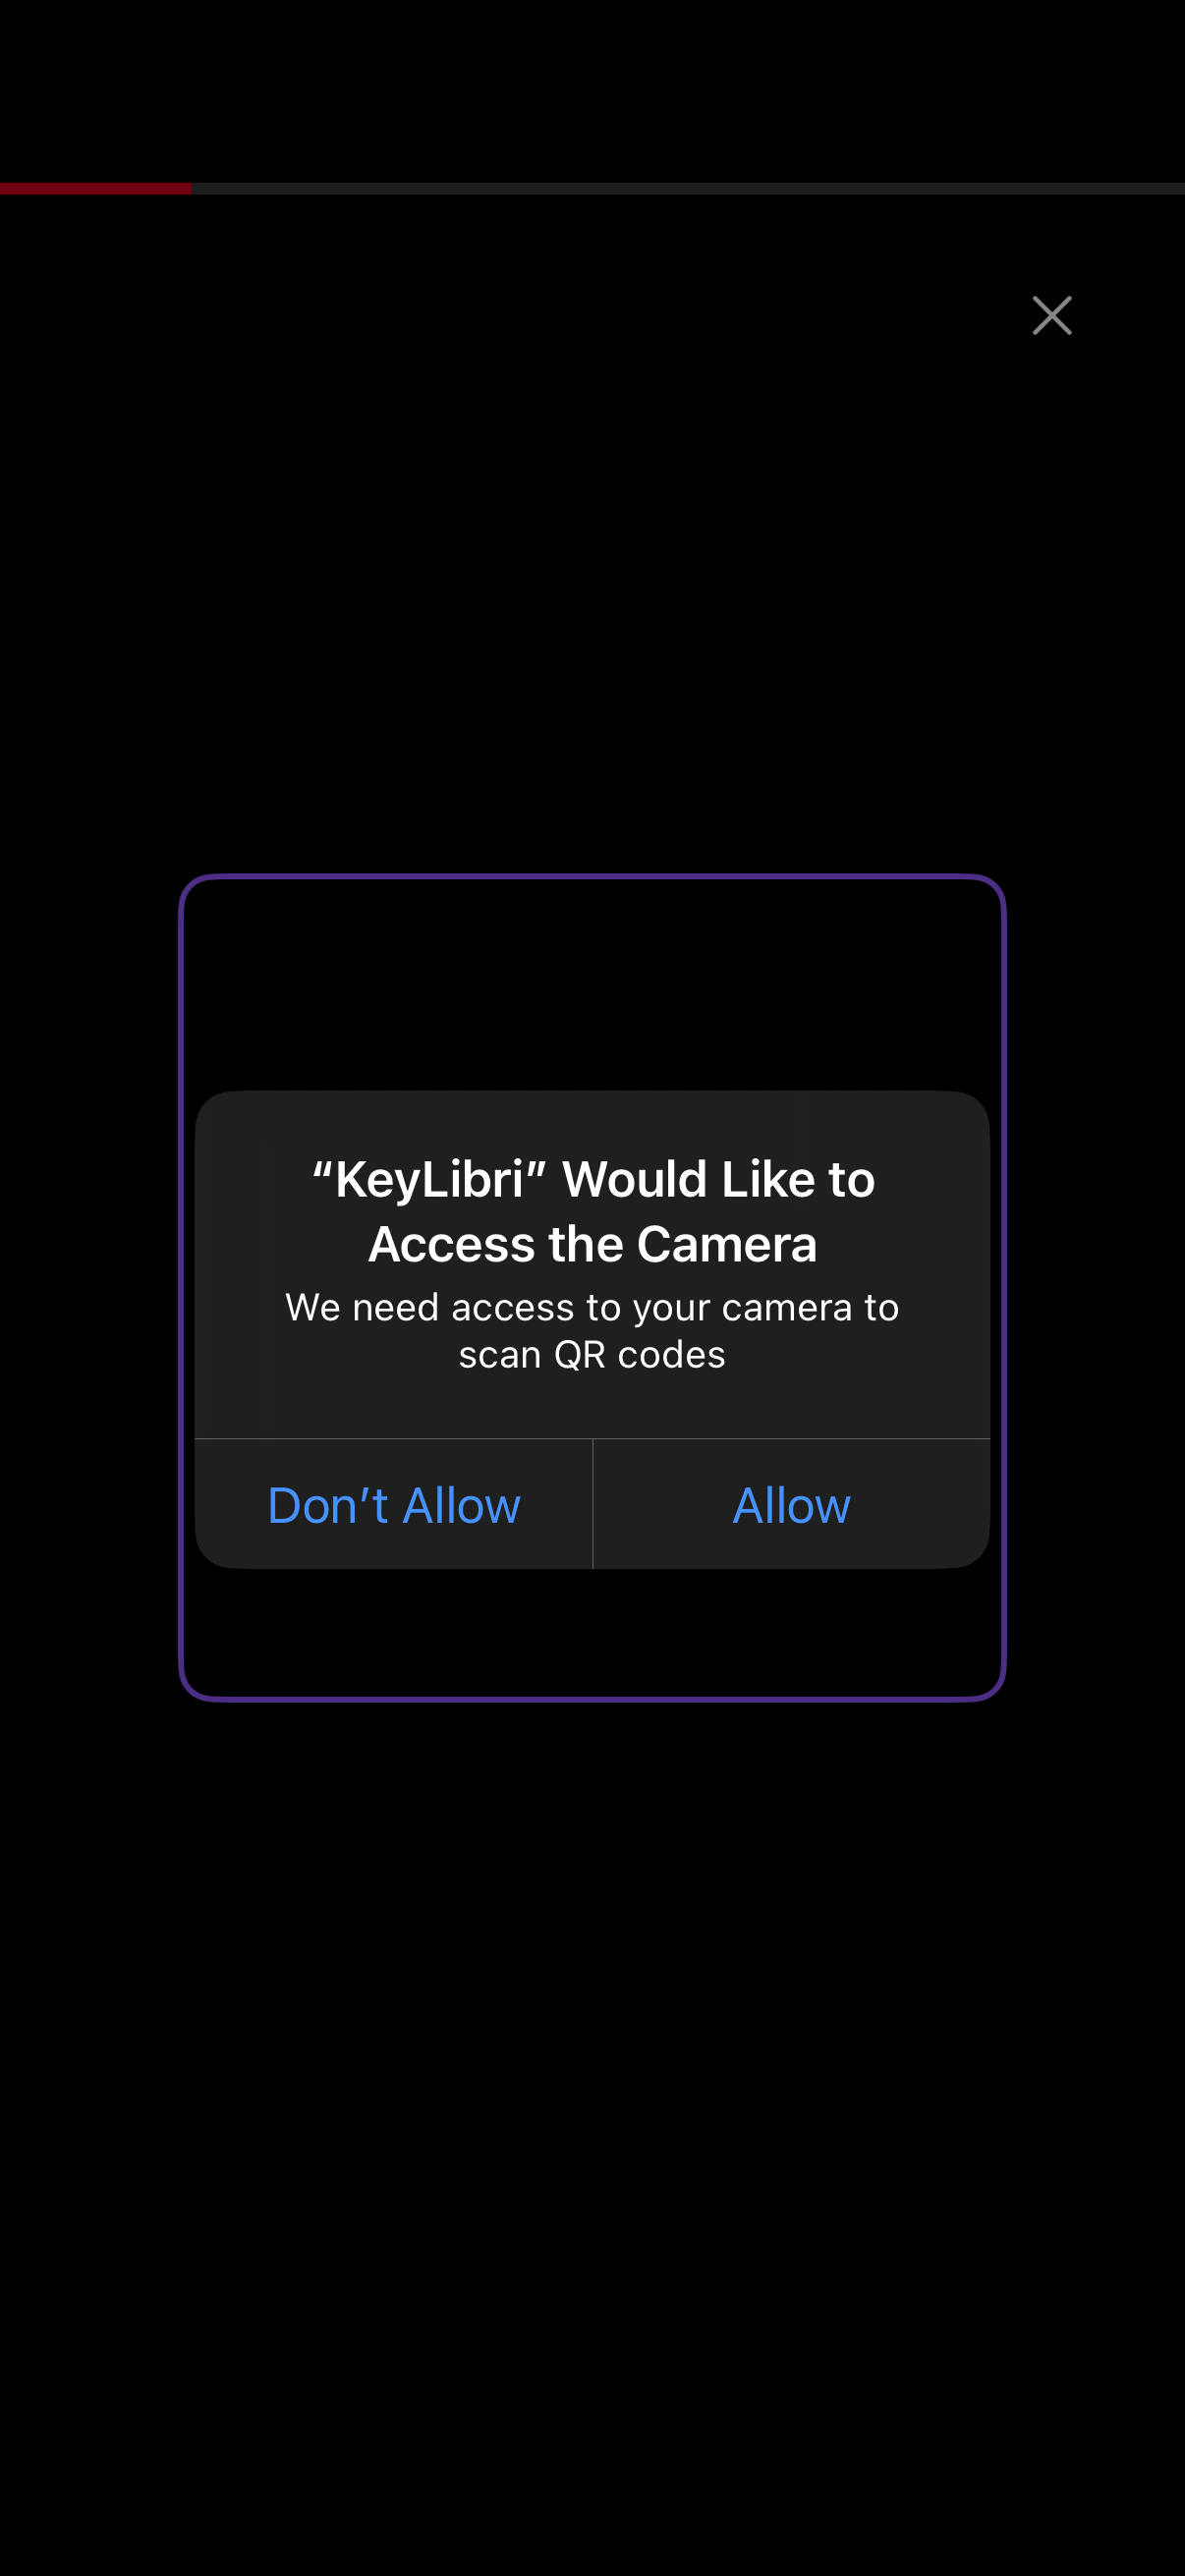 “KeyLibri” Would Like to
Access the Camera
We need access to your camera to
scan QR codes
Don’t Allow
Allow